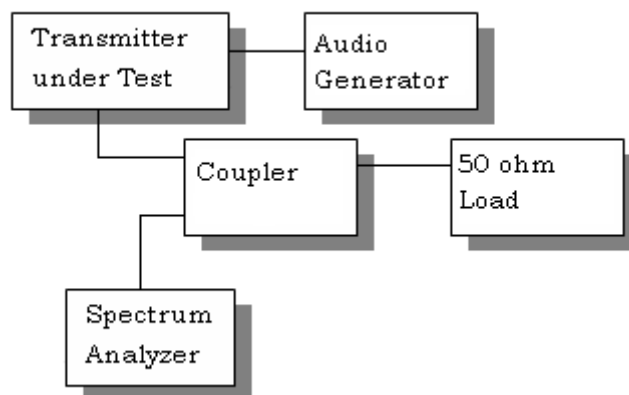 Transmitter
under Test
Audio
Generator
Coupler
50 ohm
Load
Spectrum
Analyzer